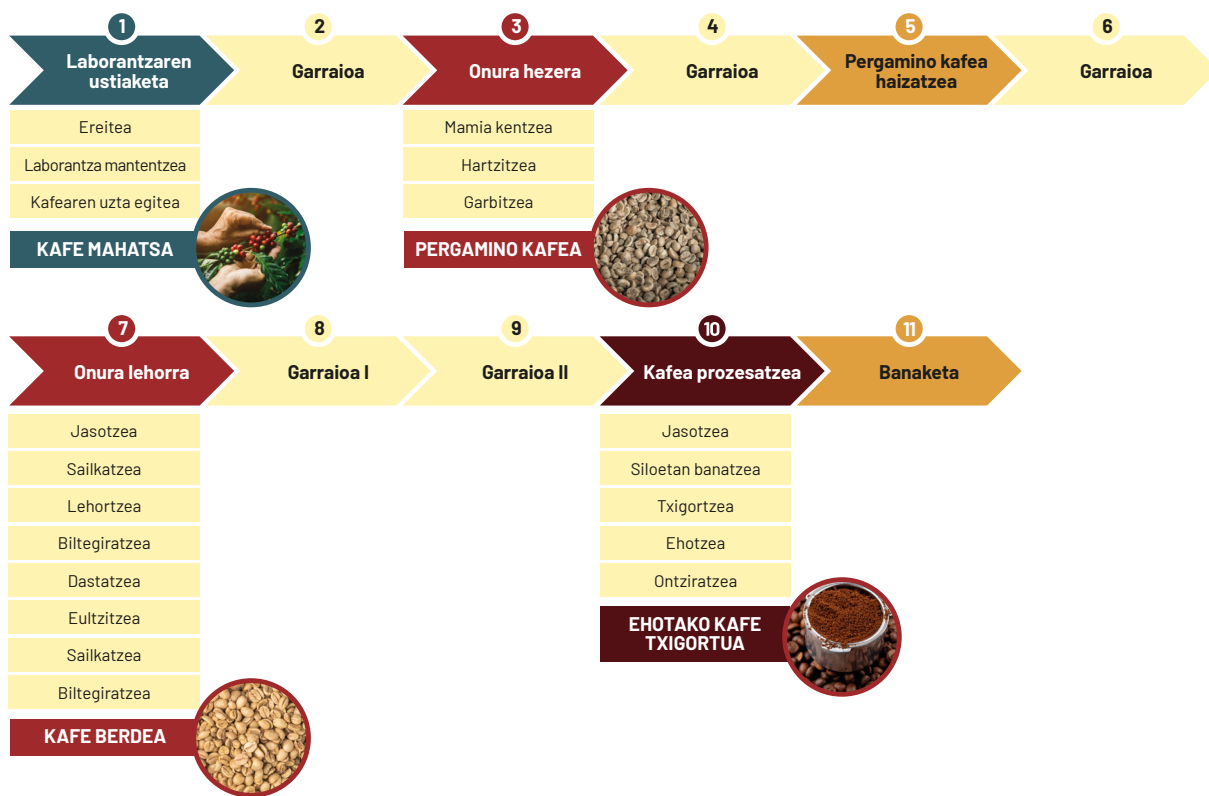 1
Laborantzaren
ustiaketa
2
Garraioa
3
Onura hezera
4
Garraioa
5
Pergamino kafea
haizatzea
6
Garraioa
Ereitea
Laborantza mantentzea
Kafearen uzta egitea
KAFE MAHATSA
Mamia kentzea
Hartzitzea
Garbitzea
PERGAMINO KAFEA
7
Onura lehorra
8
Garraioa I
9
Garraioa II
10
Kafea prozesatzea
11
Banaketa
Jasotzea
Sailkatzea
Lehortzea
Biltegiratzea
Dastatzea
Eultzitzea
Sailkatzea
Biltegiratzea
KAFE BERDEA
Jasotzea
Siloetan banatzea
Txigortzea
Ehotzea
Ontziratzea
EHOTAKO KAFE
TXIGORTUA